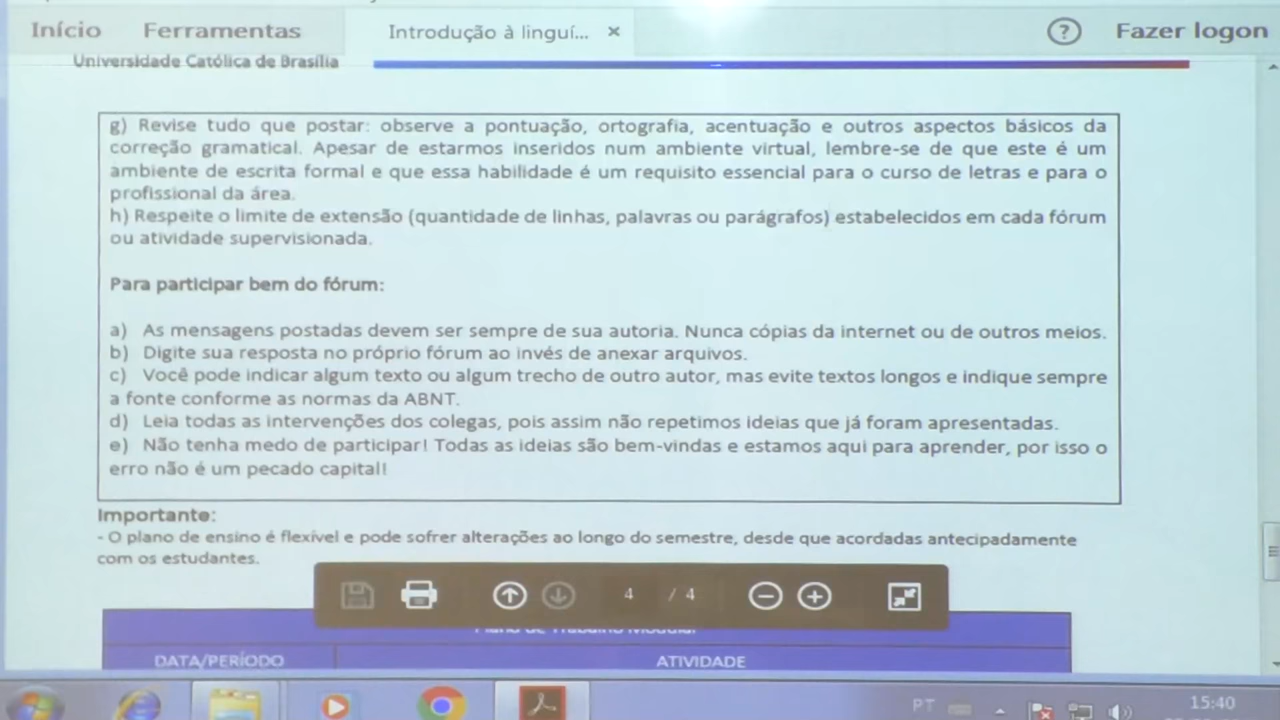 Início Ferramentas Introdução à linguí... × ? Fazer logon
Universidade Católica de Brasília
g) Revise tudo que postar: observe a pontuação, ortografia, acentuação e outros aspectos básicos da
correção gramatical. Apesar de estarmos inseridos num ambiente virtual, lembre-se de que este é um
ambiente de escrita formal e que essa habilidade é um requisito essencial para o curso de letras e para o
profissional da área.
h) Respeite o limite de extensão (quantidade de linhas, palavras ou parágrafos) estabelecidos em cada fórum
ou atividade supervisionada.
Para participar bem do fórum:
a) As mensagens postadas devem ser sempre de sua autoria. Nunca cópias da internet ou de outros meios.
b) Digite sua resposta no próprio fórum ao invés de anexar arquivos.
c) Você pode indicar algum texto ou algum trecho de outro autor, mas evite textos longos e indique sempre
a fonte conforme as normas da ABNT.
d) Leia todas as intervenções dos colegas, pois assim não repetimos ideias que já foram apresentadas.
e) Não tenha medo de participar! Todas as ideias são bem-vindas e estamos aqui para aprender, por isso o
erro não é um pecado capital!
Importante:
- O plano de ensino é flexível e pode sofrer alterações ao longo do semestre, desde que acordadas antecipadamente
com os estudantes.
4 / 4
Plano de Trabalho Modular
DATA/PERÍODO ATIVIDADE
PT 15:40